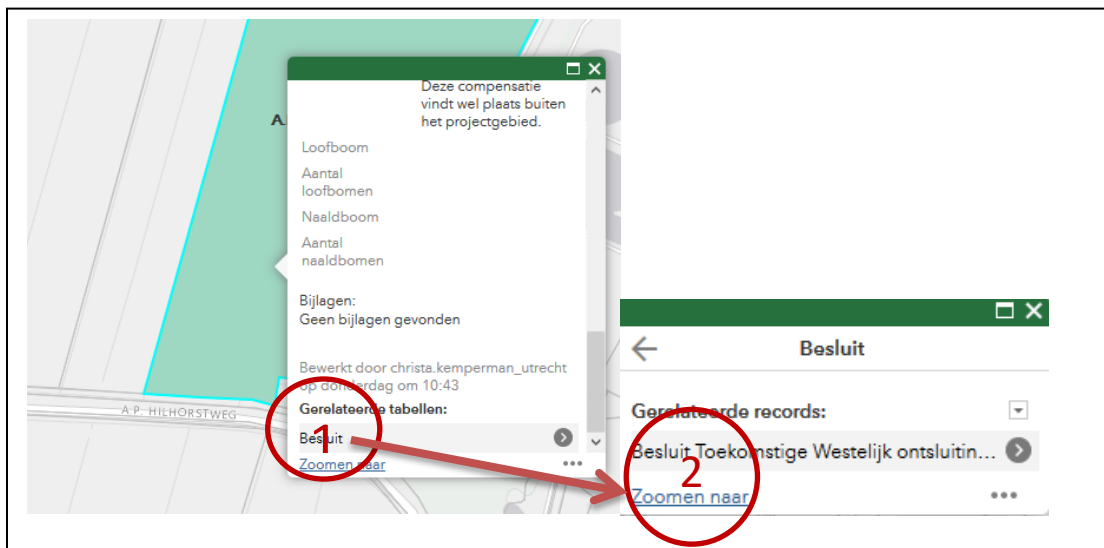 Deze compensatie
vindt wel plaats buiten
het projectgebied.
A.
Loofboom
Aantal
loofbomen
Naaldboom
Aantal
naaldbomen
Bijlagen:
Geen bijlagen gevonden
Bewerkt door christa.kemperman_utrecht
op donderdag om 10:43
Gerelateerde tabellen:
Besluit
Zoomen naar
1
A.P. HILHORSTWEG
Besluit
Gerelateerde records:
Besluit Toekomstige Westelijk ontsluitin...
Zoomen naar
2